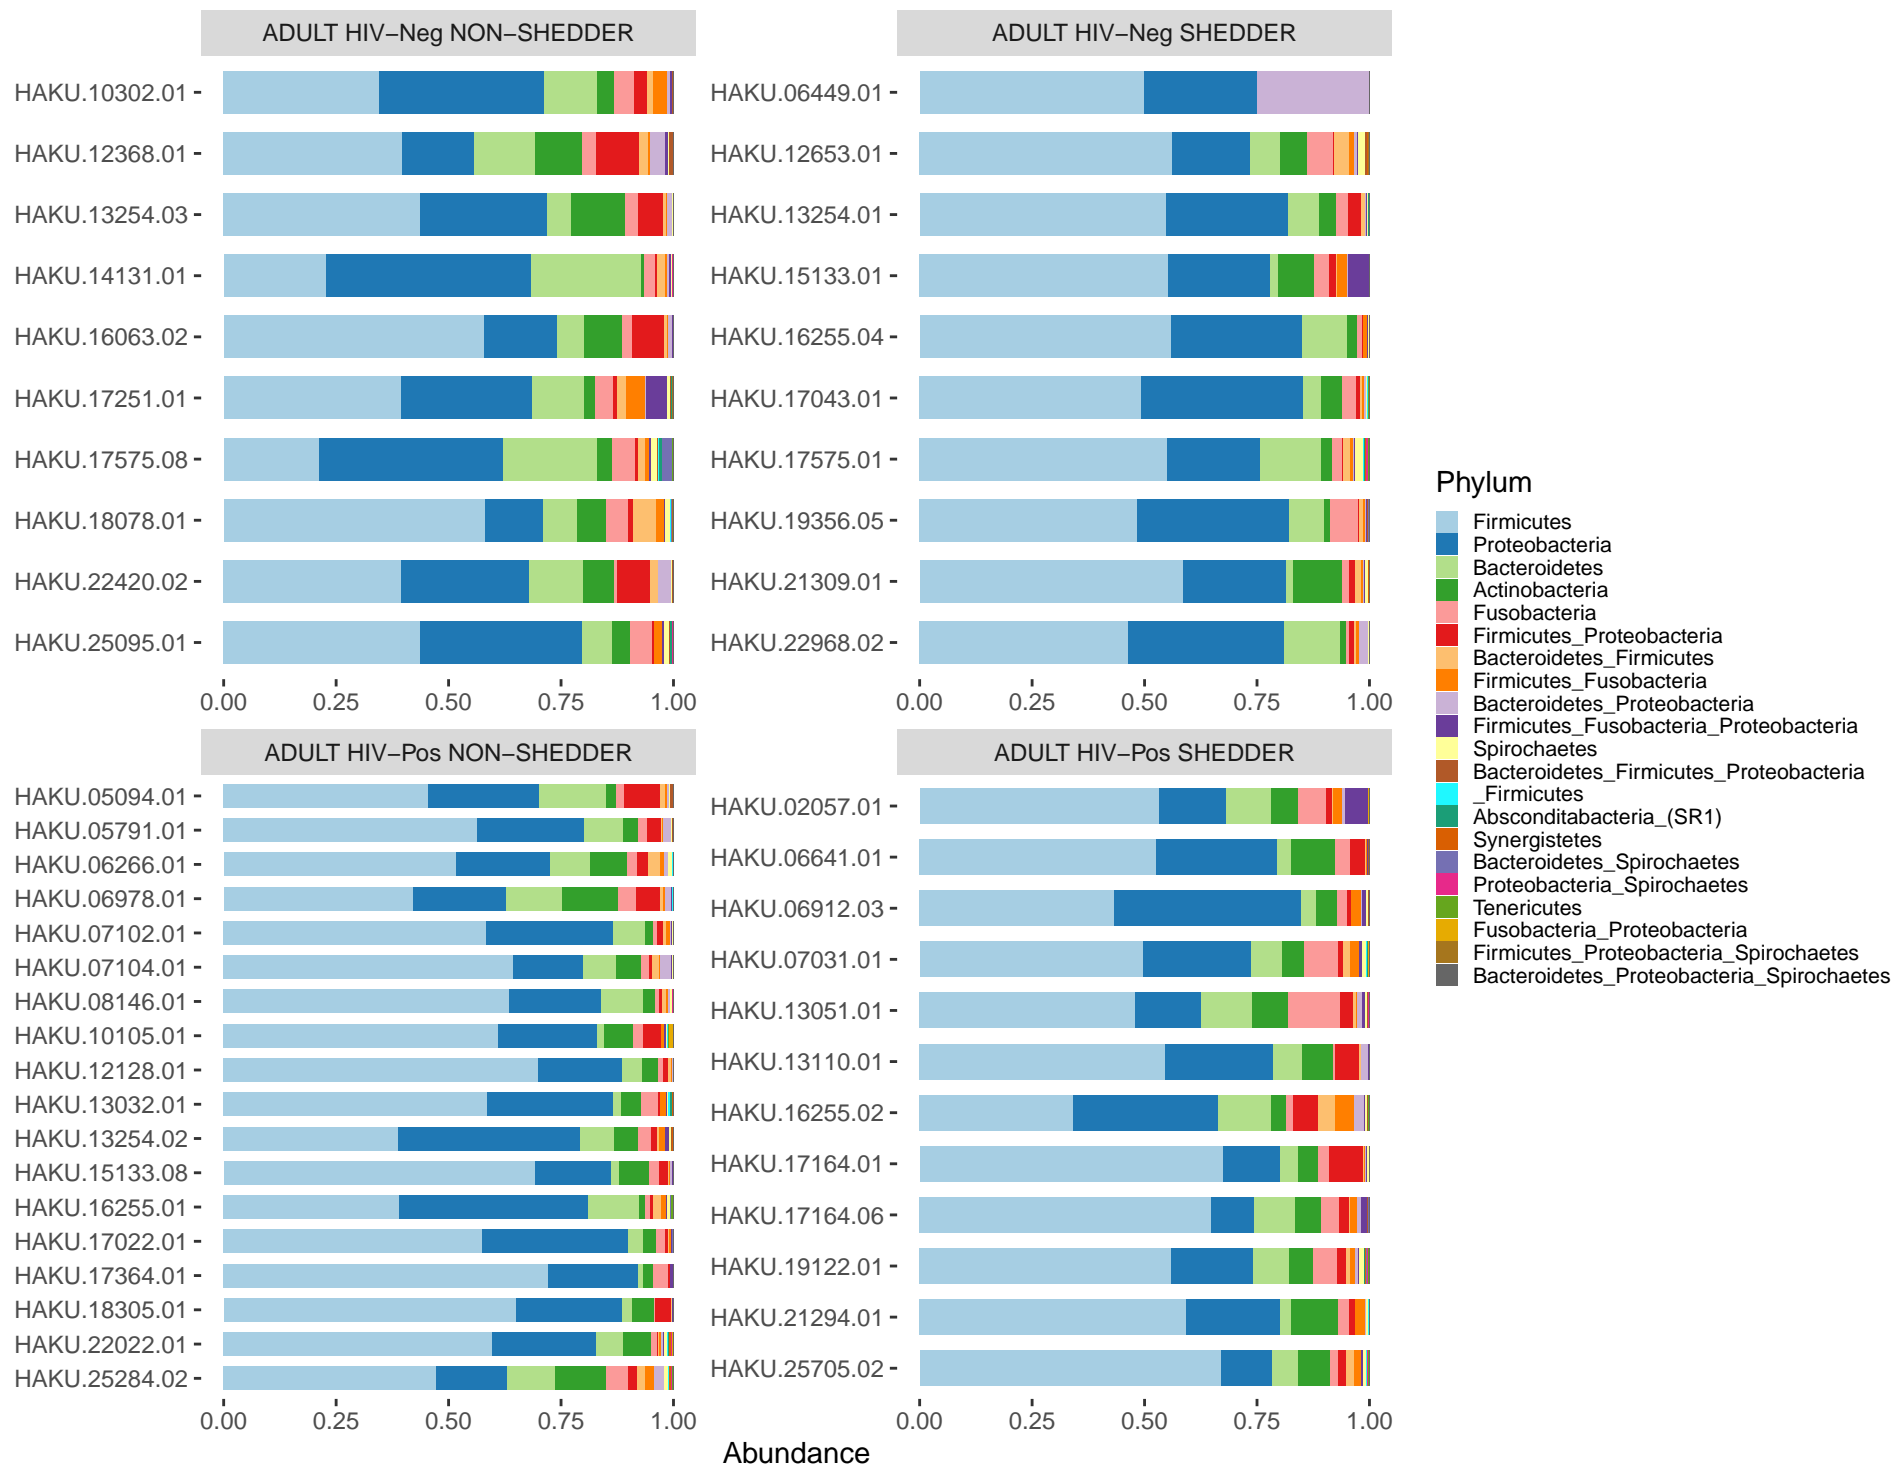 ADULT HIV−Neg NON−SHEDDER
HAKU.10302.01
HAKU.12368.01
HAKU.13254.03
HAKU.14131.01
HAKU.16063.02
HAKU.17251.01
HAKU.17575.08
HAKU.18078.01
HAKU.22420.02
HAKU.25095.01
0.00 0.25 0.50 0.75 1.00
ADULT HIV−Neg SHEDDER
HAKU.06449.01
HAKU.12653.01
HAKU.13254.01
HAKU.15133.01
HAKU.16255.04
HAKU.17043.01
HAKU.17575.01
HAKU.19356.05
HAKU.21309.01
HAKU.22968.02
0.00 0.25 0.50 0.75 1.00
ADULT HIV−Pos NON−SHEDDER
HAKU.05094.01
HAKU.05791.01
HAKU.06266.01
HAKU.06978.01
HAKU.07102.01
HAKU.07104.01
HAKU.08146.01
HAKU.10105.01
HAKU.12128.01
HAKU.13032.01
HAKU.13254.02
HAKU.15133.08
HAKU.16255.01
HAKU.17022.01
HAKU.17364.01
HAKU.18305.01
HAKU.22022.01
HAKU.25284.02
0.00 0.25 0.50 0.75 1.00
ADULT HIV−Pos SHEDDER
HAKU.02057.01
HAKU.06641.01
HAKU.06912.03
HAKU.07031.01
HAKU.13051.01
HAKU.13110.01
HAKU.16255.02
HAKU.17164.01
HAKU.17164.06
HAKU.19122.01
HAKU.21294.01
HAKU.25705.02
0.00 0.25 0.50 0.75 1.00
Abundance
Phylum
Firmicutes
Proteobacteria
Bacteroidetes
Actinobacteria
Fusobacteria
Firmicutes_Proteobacteria
Bacteroidetes_Firmicutes
Firmicutes_Fusobacteria
Bacteroidetes_Proteobacteria
Firmicutes_Fusobacteria_Proteobacteria
Spirochaetes
Bacteroidetes_Firmicutes_Proteobacteria
_Firmicutes
Absconditabacteria_(SR1)
Synergistetes
Bacteroidetes_Spirochaetes
Proteobacteria_Spirochaetes
Tenericutes
Fusobacteria_Proteobacteria
Firmicutes_Proteobacteria_Spirochaetes
Bacteroidetes_Proteobacteria_Spirochaetes